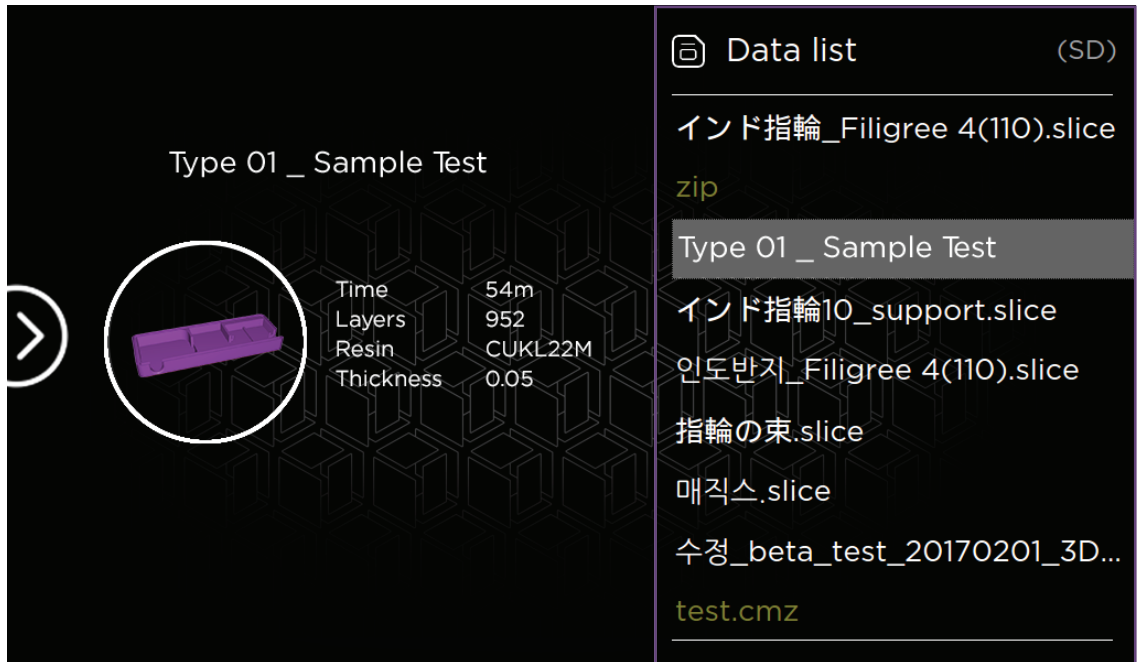 Type 01 _ Sample Test
Time 54m
Layers 952
Resin CUKL22M
Thickness 0.05
Data list (SD)
インド指輪_Filigree 4(110).slice
zip
Type 01 _ Sample Test
インド指輪10_support.slice
인도반지_Filigree 4(110).slice
指輪の束.slice
매직스.slice
수정_beta_test_20170201_3D...
test.cmz